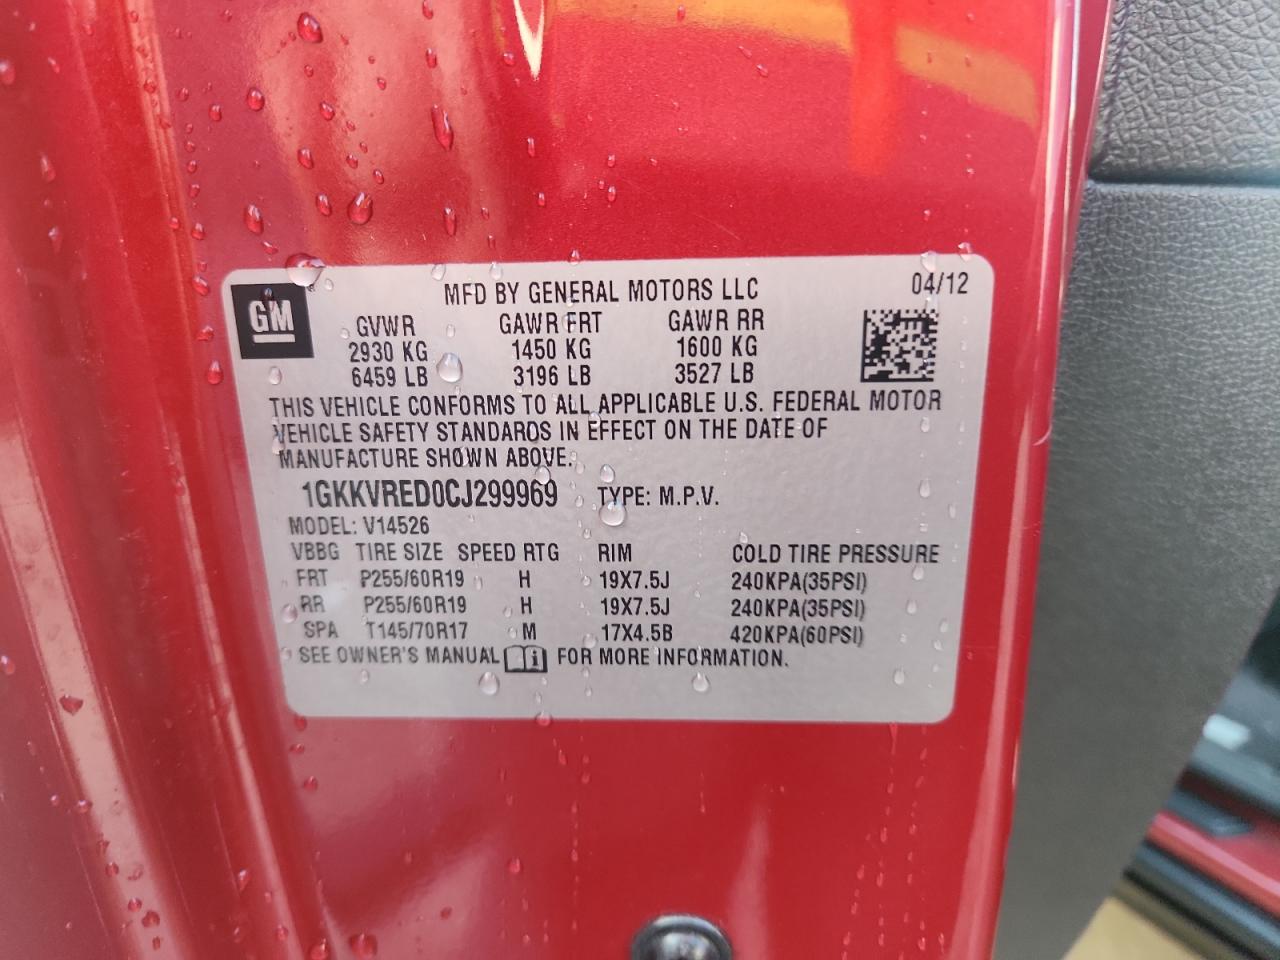 GM
MFD BY GENERAL MOTORS LLC 04/12
GVWR GAWR FRT GAWR RR
2930 KG 1450 KG 1600 KG
6459 LB 3196 LB 3527 LB
THIS VEHICLE CONFORMS TO ALL APPLICABLE U.S. FEDERAL MOTOR
VEHICLE SAFETY STANDARDS IN EFFECT ON THE DATE OF
MANUFACTURE SHOWN ABOVE.
1GKKVRED0CJ299969 TYPE: M.P.V.
MODEL: V14526
VBBG TIRE SIZE SPEED RTG RIM COLD TIRE PRESSURE
FRT P255/60R19 H 19X7.5J 240KPA(35PSI)
RR P255/60R19 H 19X7.5J 240KPA(35PSI)
SPA T145/70R17 M 17X4.5B 420KPA(60PSI)
SEE OWNER'S MANUAL FOR MORE INFORMATION.